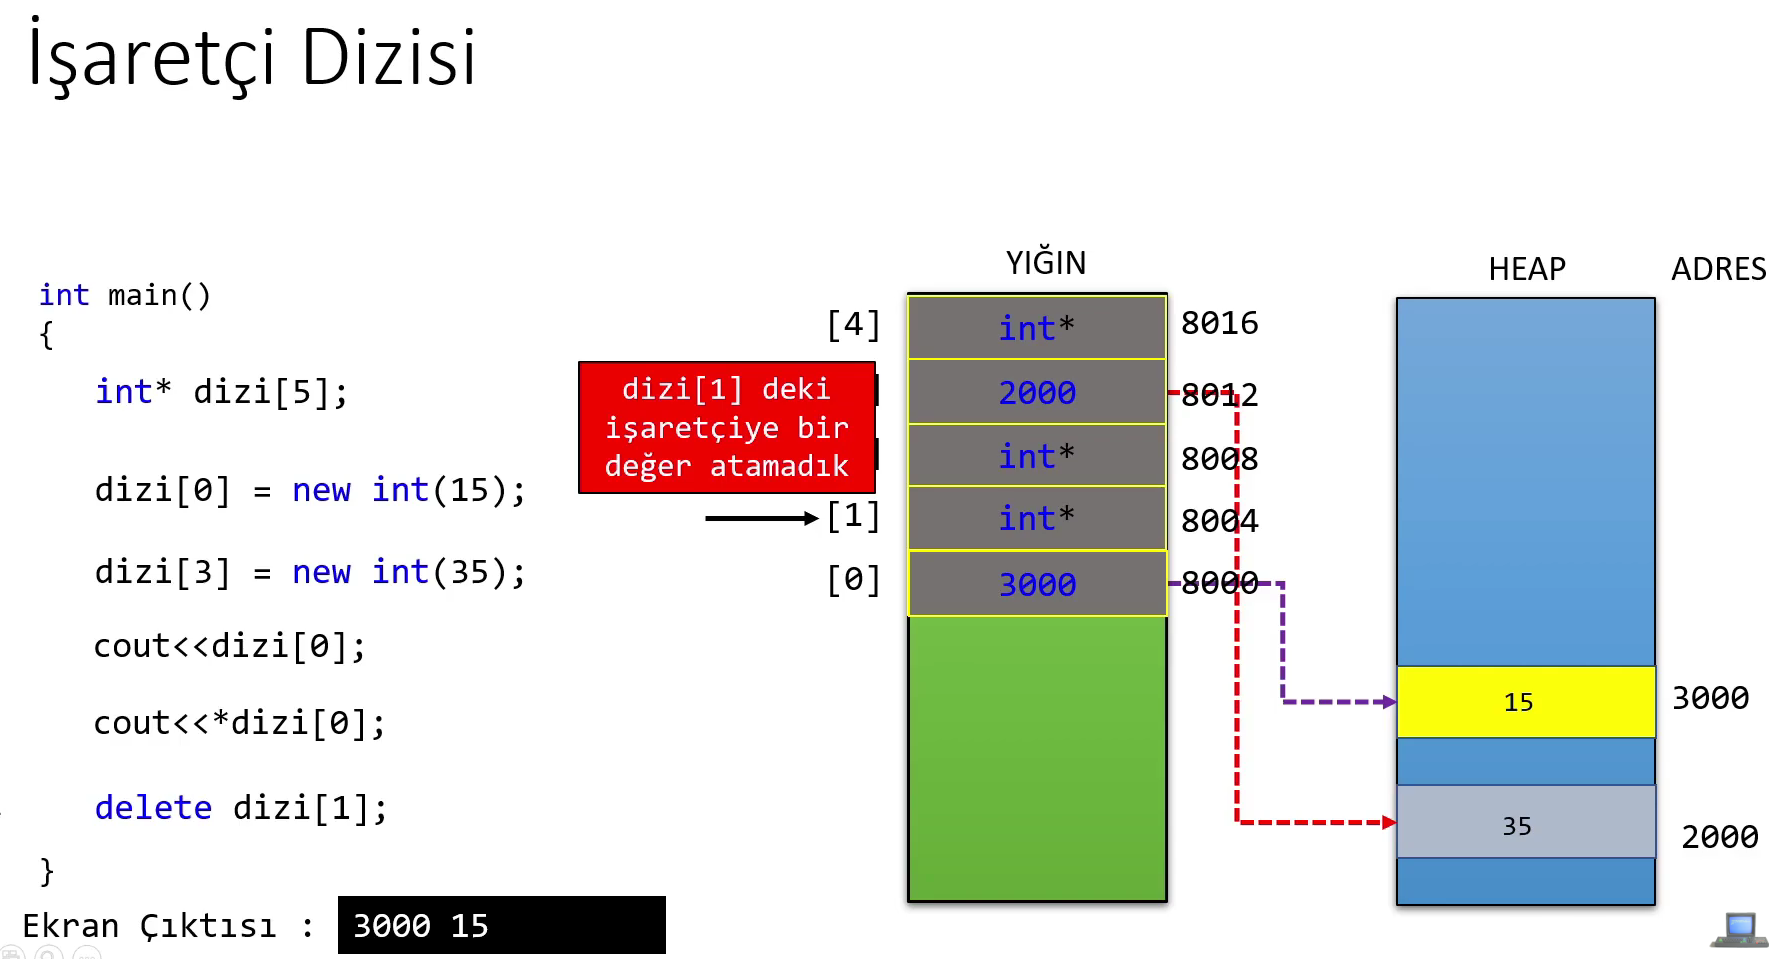 İşaretçi Dizisi
int main()
{
int* dizi[5];
dizi[0] = new int(15);
dizi[3] = new int(35);
cout<<dizi[0];
cout<<*dizi[0];
delete dizi[1];
}
Ekran Çıktısı :
3000 15
dizi[1] deki
işaretçiye bir
değer atamadık
YIĞIN
[4] int* 8016
2000 8012
int* 8008
[1] int* 8004
[0] 3000 8000
HEAP
ADRES
15 3000
35 2000